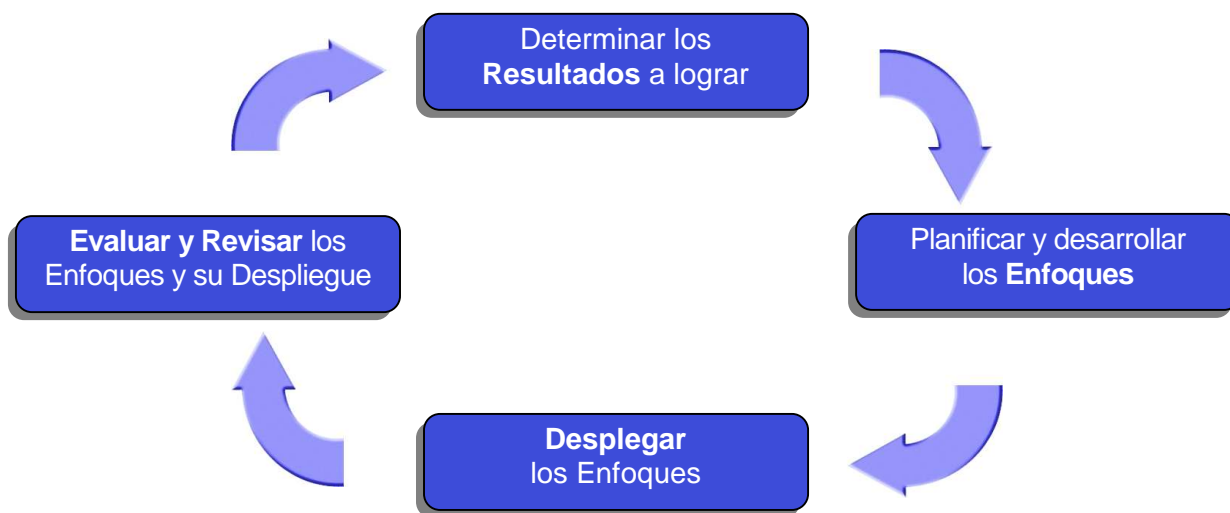 Determinar los
Resultados a lograr
Planificar y desarrollar
los Enfoques
Desplegar
los Enfoques
Evaluar y Revisar los
Enfoques y su Despliegue